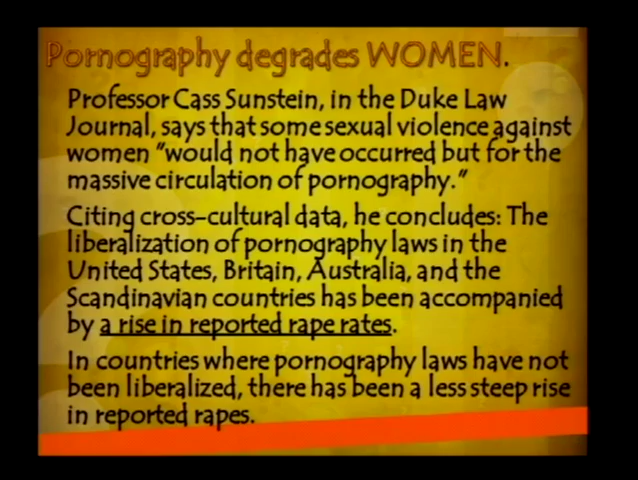 Pornography degrades WOMEN.
Professor Cass Sunstein, in the Duke Law
Journal, says that some sexual violence against
women "would not have occurred but for the
massive circulation of pornography."
Citing cross-cultural data, he concludes: The
liberalization of pornography laws in the
United States, Britain, Australia, and the
Scandinavian countries has been accompanied
by a rise in reported rape rates.
In countries where pornography laws have not
been liberalized, there has been a less steep rise
in reported rapes.